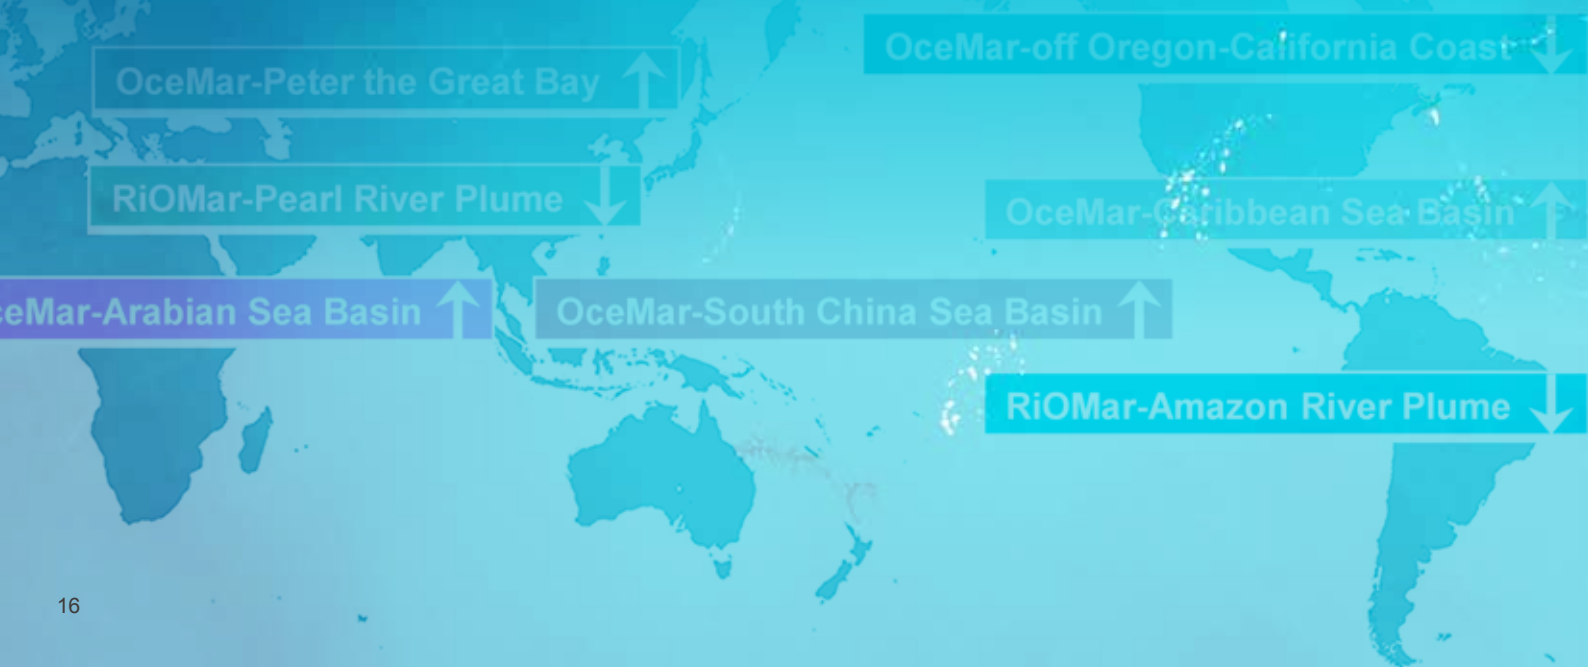 OceMar-off Oregon-California Coast ↓
OceMar-Peter the Great Bay ↑
RiOMar-Pearl River Plume ↓
OceMar-Caribbean Sea Basin ↑
eMar-Arabian Sea Basin ↑
OceMar-South China Sea Basin ↑
RiOMar-Amazon River Plume ↓
16